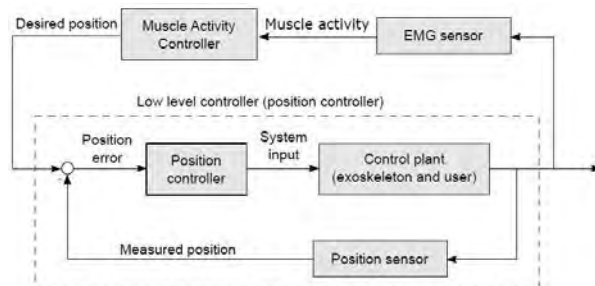 Desired position
Muscle Activity
Controller
Muscle activity
EMG sensor
Low level controller (position controller)
Position
error
Position
controller
System
input
Control plant
(exoskeleton and user)
-
Measured position
Position sensor